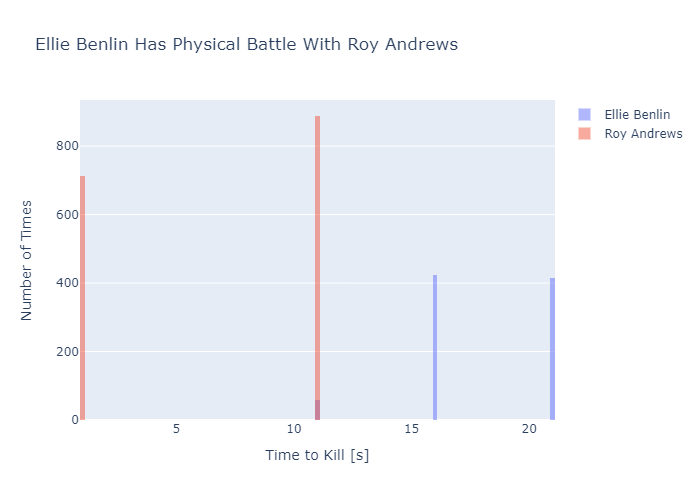 Ellie Benlin Has Physical Battle With Roy Andrews
Ellie Benlin
Roy Andrews
Number of Times
800
600
400
200
0
5
10
15
20
Time to Kill [s]